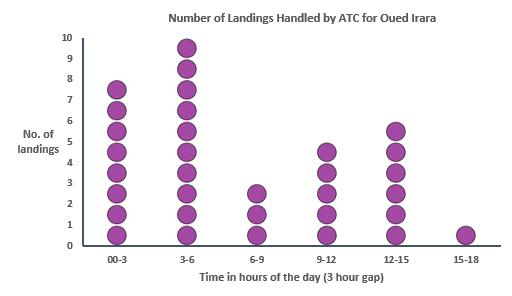 Number of Landings Handled by ATC for Oued Irara
10
9
8
7
6
5
4
3
2
1
0
No. of
landings
00-3 3-6 6-9 9-12 12-15 15-18
Time in hours of the day (3 hour gap)